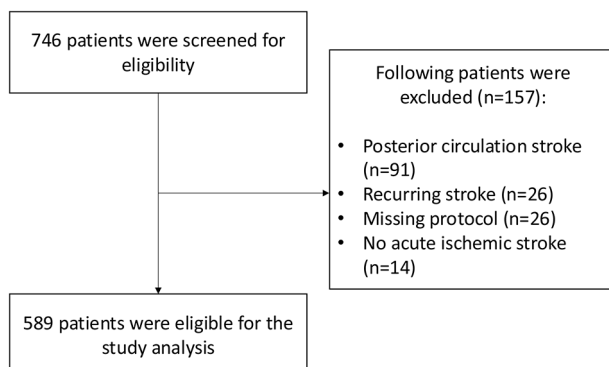 746 patients were screened for
eligibility
Following patients were
excluded (n=157):
• Posterior circulation stroke
(n=91)
• Recurring stroke (n=26)
• Missing protocol (n=26)
• No acute ischemic stroke
(n=14)
589 patients were eligible for the
study analysis